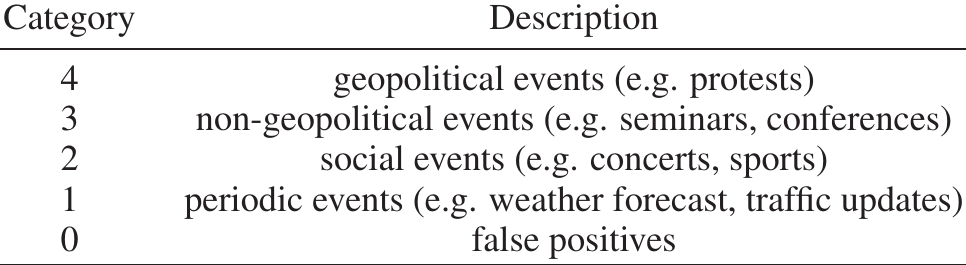 Category Description
4 geopolitical events (e.g. protests)
3 non-geopolitical events (e.g. seminars, conferences)
2 social events (e.g. concerts, sports)
1 periodic events (e.g. weather forecast, traffic updates)
0 false positives